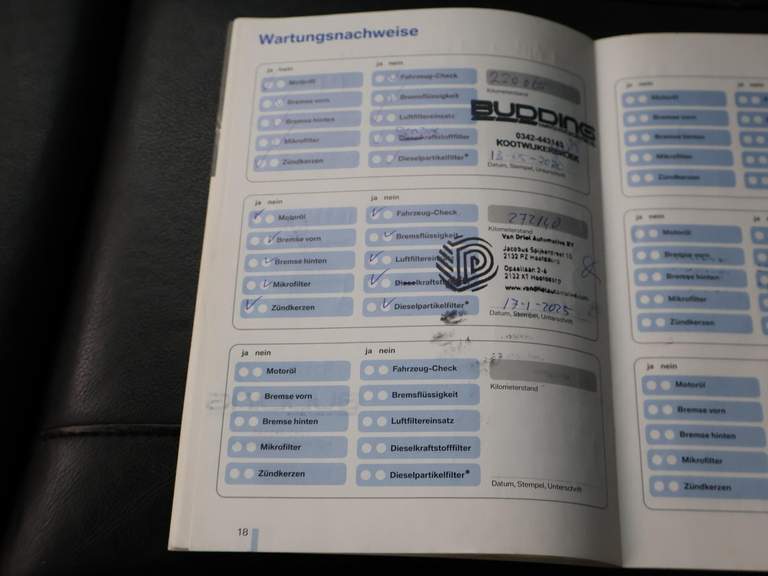 Wartungsnachweise
ja nein
ja nein
Motoröl
Fahrzeug-Check
Bremse vorn
Bremsflüssigkeit
Kilometerstand
Bremse hinten
Luftfiltereinsatz
BUDDING
Mikrofilter
Dieselkraftstofffilter
0342-443143
KOOTWIJKERBROEK
Zündkerzen
Dieselpartikelfilter*
Datum, Stempel, Unterschrift
ja nein
ja nein
Motoröl
Fahrzeug-Check
272140
Kilometerstand
Bremse vorn
Bremsflüssigkeit
Van Driel Automotive BV
Bremse hinten
Luftfiltereinsatz
Jacobus Spijkerdreef
2132 PZ Hoofddorp
Opaallaan 2-6
2132 XT Hoofddorp
Mikrofilter
Zündkerzen
Dieselpartikelfilter*
17-1-2025
Datum, Stempel, Unterschrift
ja nein
ja nein
Motoröl
Fahrzeug-Check
Kilometerstand
Bremse vorn
Bremsflüssigkeit
Bremse hinten
Luftfiltereinsatz
Mikrofilter
Dieselkraftstofffilter
Zündkerzen
Dieselpartikelfilter*
Datum, Stempel, Unterschrift
18
ja nein
Motoröl
Bremse vorn
Bremse hinten
Mikrofilter
Zündkerzen
ja nein
Motoröl
Bremse vorn
Bremse hinten
Mikrofilter
Zündkerzen
ja nein
Motoröl
Bremse vorn
Bremse hinten
Mikrofilter
Zündkerzen